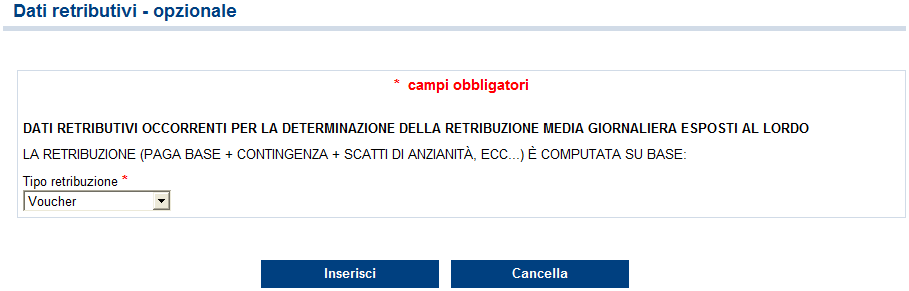 Dati retributivi - opzionale
* campi obbligatori
DATI RETRIBUTIVI OCCORRENTI PER LA DETERMINAZIONE DELLA RETRIBUZIONE MEDIA GIORNALIERA ESPOSTI AL LORDO
LA RETRIBUZIONE (PAGA BASE + CONTINGENZA + SCATTI DI ANZIANITÀ, ECC...) È COMPUTATA SU BASE:
Tipo retribuzione *
Voucher
Inserisci Cancella